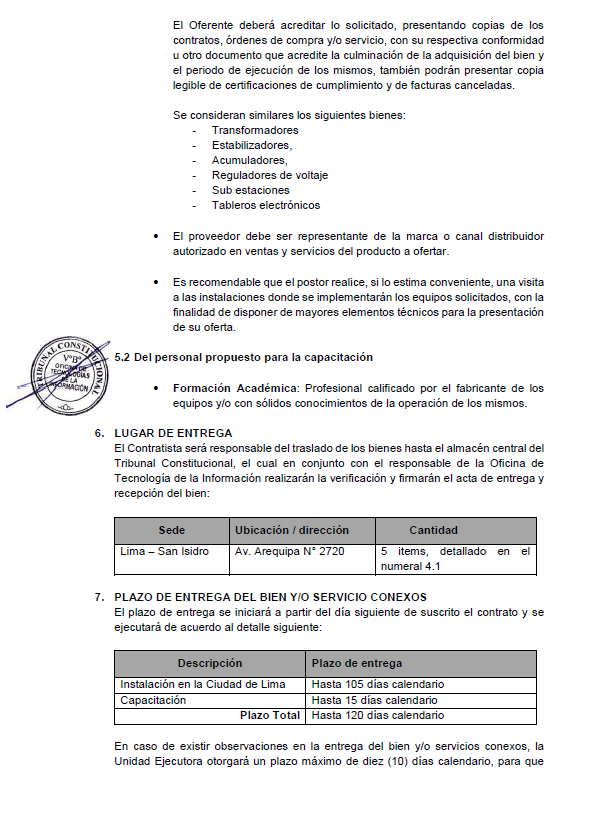 El Oferente deberá acreditar lo solicitado, presentando copias de los
contratos, órdenes de compra y/o servicio, con su respectiva conformidad
u otro documento que acredite la culminación de la adquisición del bien y
el periodo de ejecución de los mismos, también podrán presentar copia
legible de certificaciones de cumplimiento y de facturas canceladas.
Se consideran similares los siguientes bienes:
- Transformadores
- Estabilizadores,
- Acumuladores,
- Reguladores de voltaje
- Sub estaciones
- Tableros electrónicos
• El proveedor debe ser representante de la marca o canal distribuidor
autorizado en ventas y servicios del producto a ofertar.
• Es recomendable que el postor realice, si lo estima conveniente, una visita
a las instalaciones donde se implementarán los equipos solicitados, con la
finalidad de disponer de mayores elementos técnicos para la presentación
de su oferta.
TRIBUNAL CONSTITUCIONAL
V°B°
OFICINA DE
TECNOLOGÍAS
DE LA
INFORMACIÓN
5.2 Del personal propuesto para la capacitación
• Formación Académica: Profesional calificado por el fabricante de los
equipos y/o con sólidos conocimientos de la operación de los mismos.
6. LUGAR DE ENTREGA
El Contratista será responsable del traslado de los bienes hasta el almacén central del
Tribunal Constitucional, el cual en conjunto con el responsable de la Oficina de
Tecnología de la Información realizarán la verificación y firmarán el acta de entrega y
recepción del bien:
Sede Ubicación / dirección Cantidad
Lima – San Isidro Av. Arequipa N° 2720 5 items, detallado en el
numeral 4.1
7. PLAZO DE ENTREGA DEL BIEN Y/O SERVICIO CONEXOS
El plazo de entrega se iniciará a partir del día siguiente de suscrito el contrato y se
ejecutará de acuerdo al detalle siguiente:
Descripción Plazo de entrega
Instalación en la Ciudad de Lima Hasta 105 días calendario
Capacitación Hasta 15 días calendario
Plazo Total Hasta 120 días calendario
En caso de existir observaciones en la entrega del bien y/o servicios conexos, la
Unidad Ejecutora otorgará un plazo máximo de diez (10) días calendario, para que